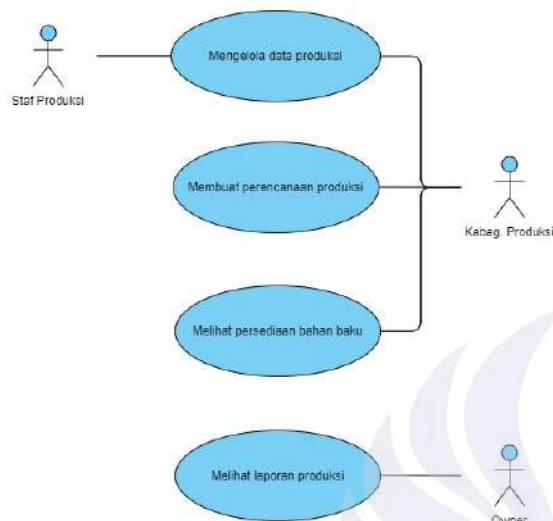 Mengelola data produksi
Staf Produksi
Membuat perencanaan produksi
Kabag. Produksi
Melihat persediaan bahan baku
Melihat laporan produksi
Owner